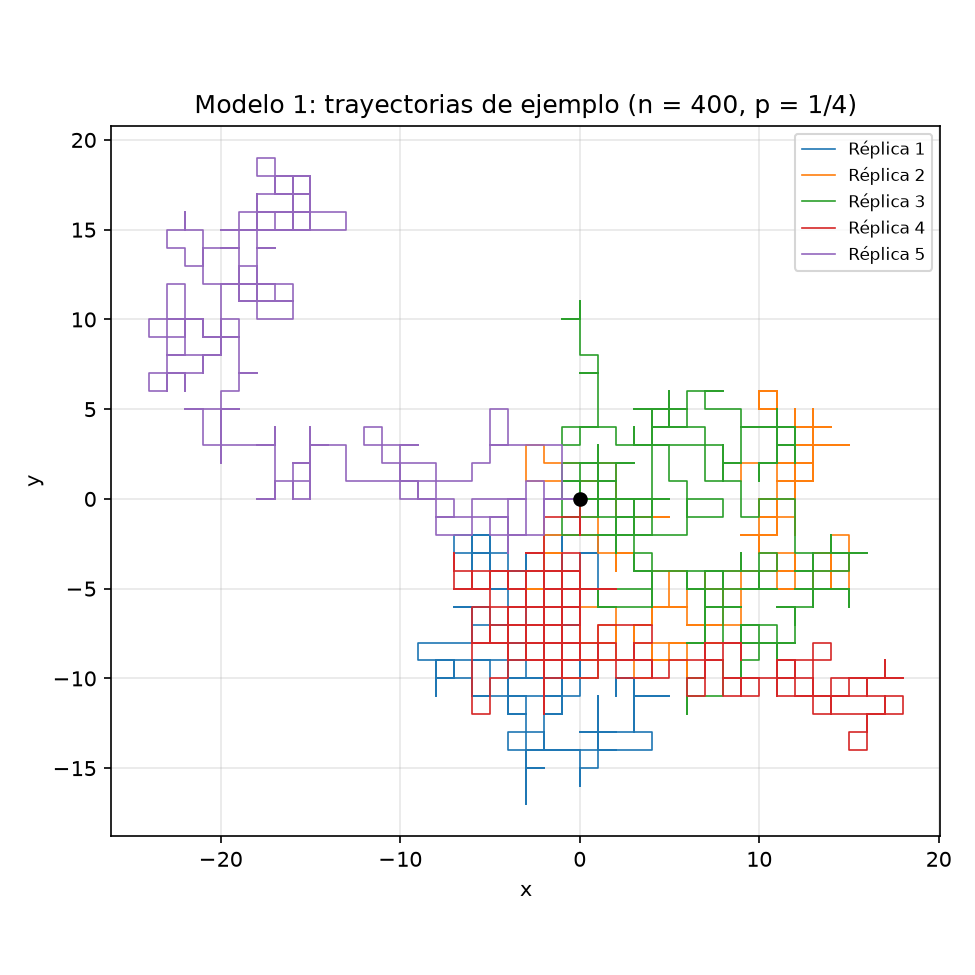 Modelo 1: trayectorias de ejemplo (n = 400, p = 1/4)
Réplica 1
Réplica 2
Réplica 3
Réplica 4
Réplica 5
20
15
10
5
0
−5
−10
−15
y
−20
−10
0
10
20
x